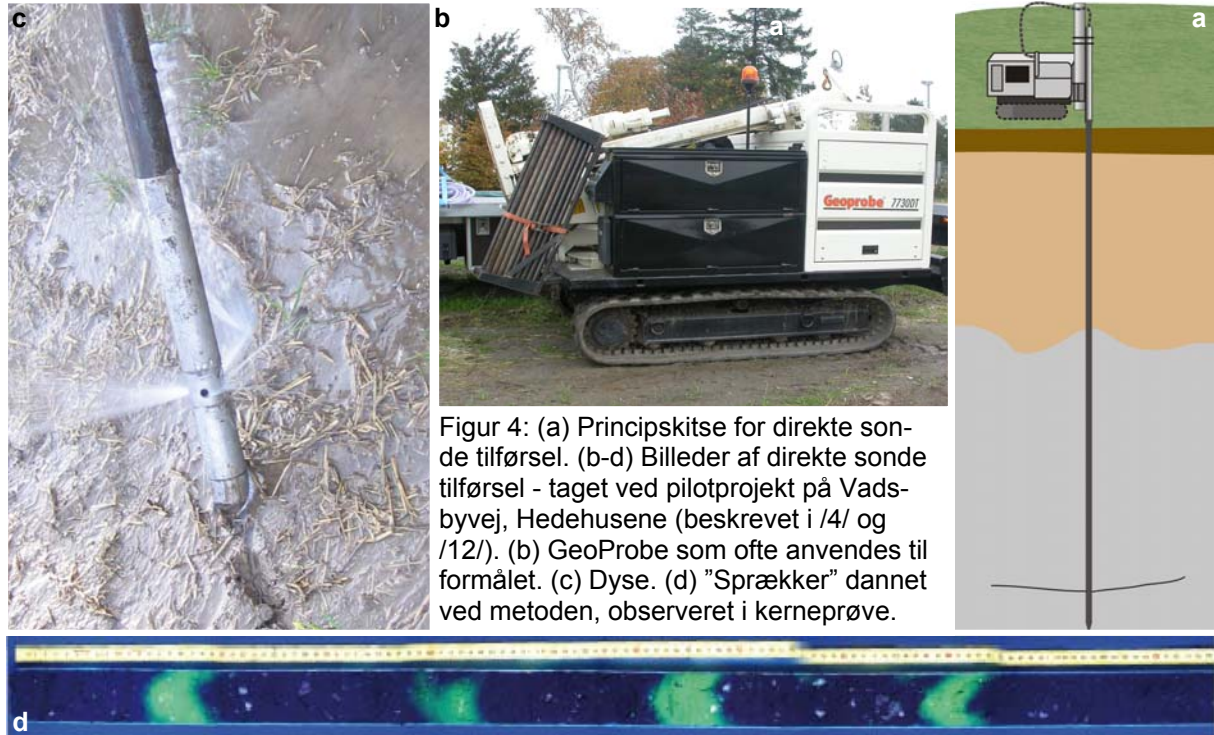 c
b
a
a
Geoprobe 7730DT
Figur 4: (a) Principskitse for direkte son-
de tilførsel. (b-d) Billeder af direkte sonde
tilførsel - taget ved pilotprojekt på Vads-
byvej, Hedehusene (beskrevet i /4/ og
/12/). (b) GeoProbe som ofte anvendes til
formålet. (c) Dyse. (d) ”Sprækker” dannet
ved metoden, observeret i kerneprøve.
d